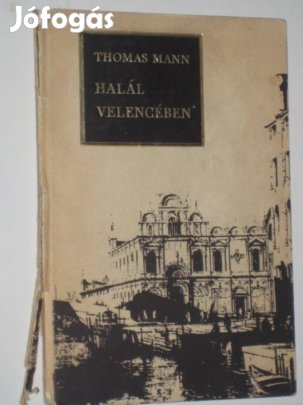 Jófogás
THOMAS MANN
HALÁL
VELENCÉBEN